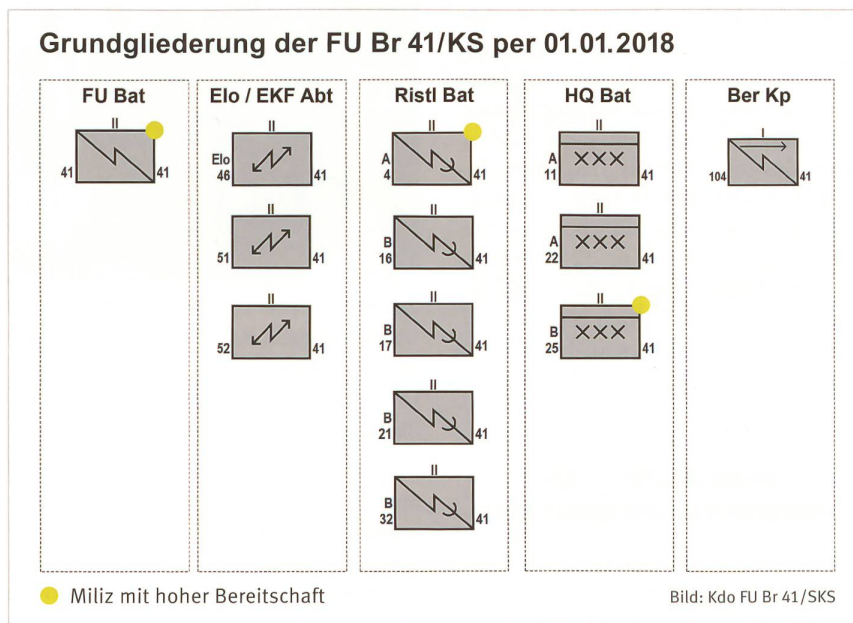 Grundgliederung der FU Br 41/KS per 01.01.2018
FU Bat
II
41 41
Elo / EKF Abt
II
Elo
46 41
II
51 41
II
52 41
Ristl Bat
II
A
4 41
II
B
16 41
II
B
17 41
II
B
21 41
II
B
32 41
HQ Bat
II
XXX
A
11 41
II
XXX
A
22 41
II
XXX
B
25 41
Ber Kp
I
104 41
Miliz mit hoher Bereitschaft
Bild: Kdo FU Br 41/SKS